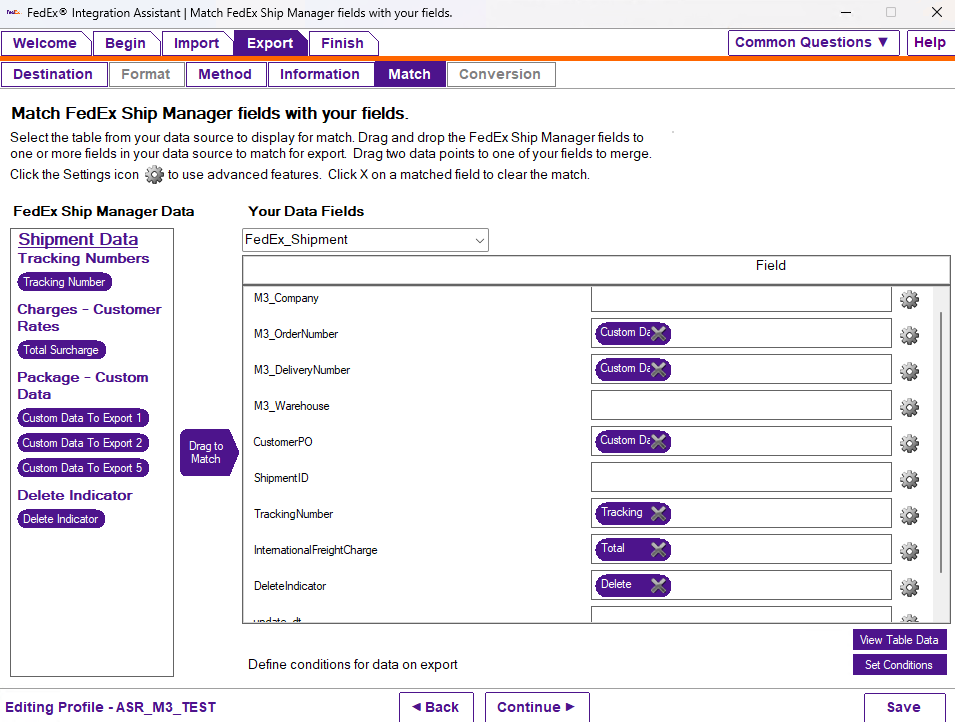 FedEx® Integration Assistant | Match FedEx Ship Manager fields with your fields.
Welcome Begin Import Export Finish Common Questions ▼ Help
Destination Format Method Information Match Conversion
Match FedEx Ship Manager fields with your fields.
Select the table from your data source to display for match. Drag and drop the FedEx Ship Manager fields to
one or more fields in your data source to match for export. Drag two data points to one of your fields to merge.
Click the Settings icon to use advanced features. Click X on a matched field to clear the match.
FedEx Ship Manager Data
Shipment Data
Tracking Numbers
Tracking Number
Charges - Customer
Rates
Total Surcharge
Package - Custom
Data
Custom Data To Export 1
Custom Data To Export 2
Custom Data To Export 5
Delete Indicator
Delete Indicator
Drag to
Match
Your Data Fields
FedEx_Shipment
Field
M3_Company
M3_OrderNumber Custom Da
M3_DeliveryNumber Custom Da
M3_Warehouse
CustomerPO Custom Da
ShipmentID
TrackingNumber Tracking
InternationalFreightCharge Total
DeleteIndicator Delete
update_dt
View Table Data
Define conditions for data on export Set Conditions
Editing Profile - ASR_M3_TEST ◄ Back Continue ► Save